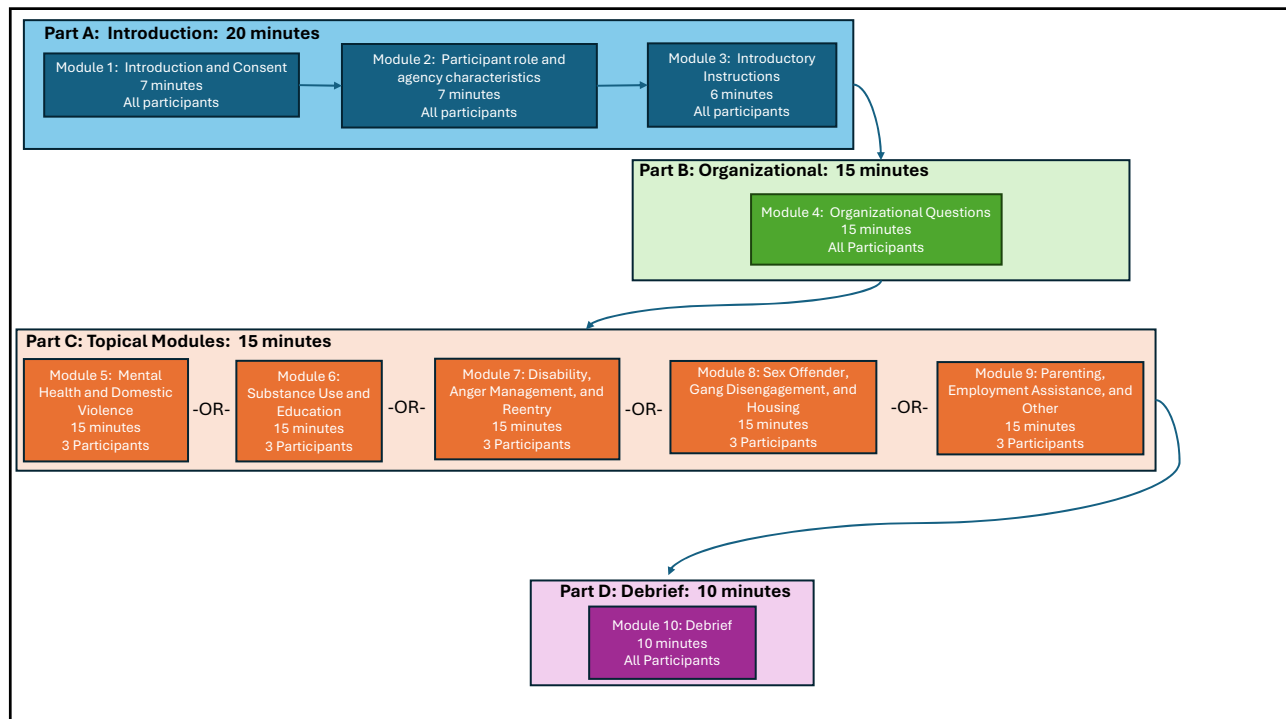 Part A: Introduction: 20 minutes
Module 1: Introduction and Consent
7 minutes
All participants
Module 2: Participant role and
agency characteristics
7 minutes
All participants
Module 3: Introductory
Instructions
6 minutes
All participants
Part B: Organizational: 15 minutes
Module 4: Organizational Questions
15 minutes
All Participants
Part C: Topical Modules: 15 minutes
Module 5: Mental
Health and Domestic
Violence
15 minutes
3 Participants
-OR-
Module 6:
Substance Use and
Education
15 minutes
3 Participants
-OR-
Module 7: Disability,
Anger Management, and
Reentry
15 minutes
3 Participants
-OR-
Module 8: Sex Offender,
Gang Disengagement, and
Housing
15 minutes
3 Participants
-OR-
Module 9: Parenting,
Employment Assistance, and
Other
15 minutes
3 Participants
Part D: Debrief: 10 minutes
Module 10: Debrief
10 minutes
All Participants